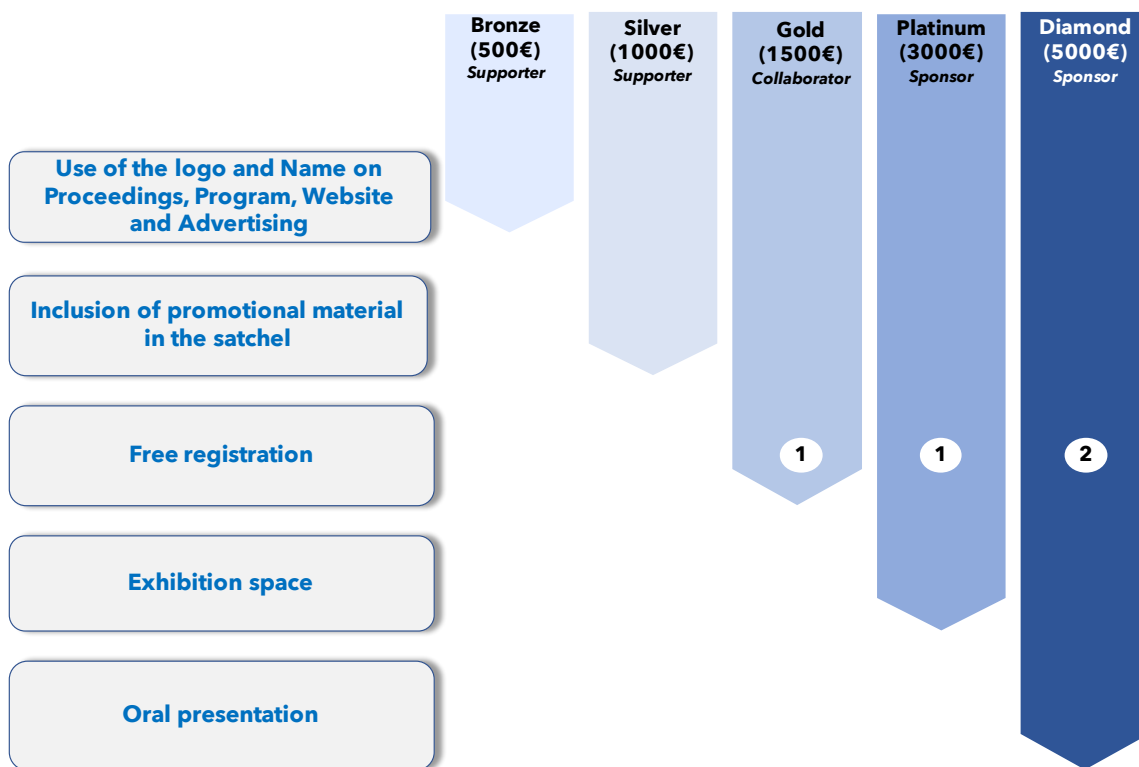 Bronze
(500€)
Supporter
Silver
(1000€)
Supporter
Gold
(1500€)
Collaborator
Platinum
(3000€)
Sponsor
Diamond
(5000€)
Sponsor
Use of the logo and Name on
Proceedings, Program, Website
and Advertising
Inclusion of promotional material
in the satchel
Free registration
1
1
2
Exhibition space
Oral presentation